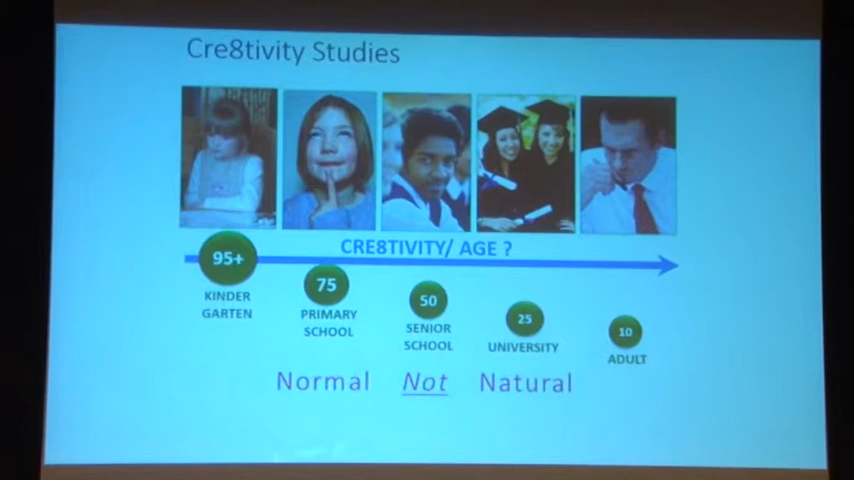 Cre8tivity Studies
CRE8TIVITY/ AGE ?
95+
KINDER
GARTEN
75
PRIMARY
SCHOOL
50
SENIOR
SCHOOL
25
UNIVERSITY
10
ADULT
Normal Not Natural